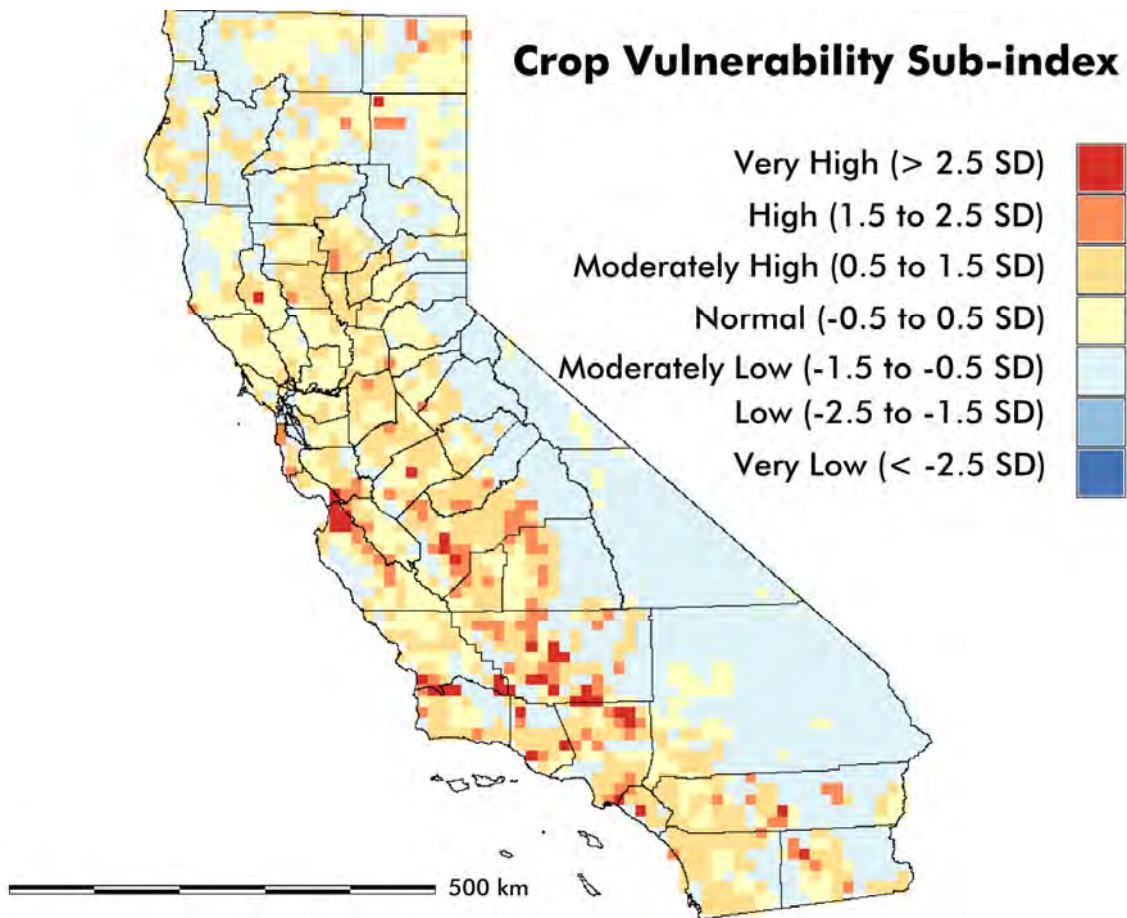 Crop Vulnerability Sub-index
Very High (> 2.5 SD)
High (1.5 to 2.5 SD)
Moderately High (0.5 to 1.5 SD)
Normal (-0.5 to 0.5 SD)
Moderately Low (-1.5 to -0.5 SD)
Low (-2.5 to -1.5 SD)
Very Low (< -2.5 SD)
500 km